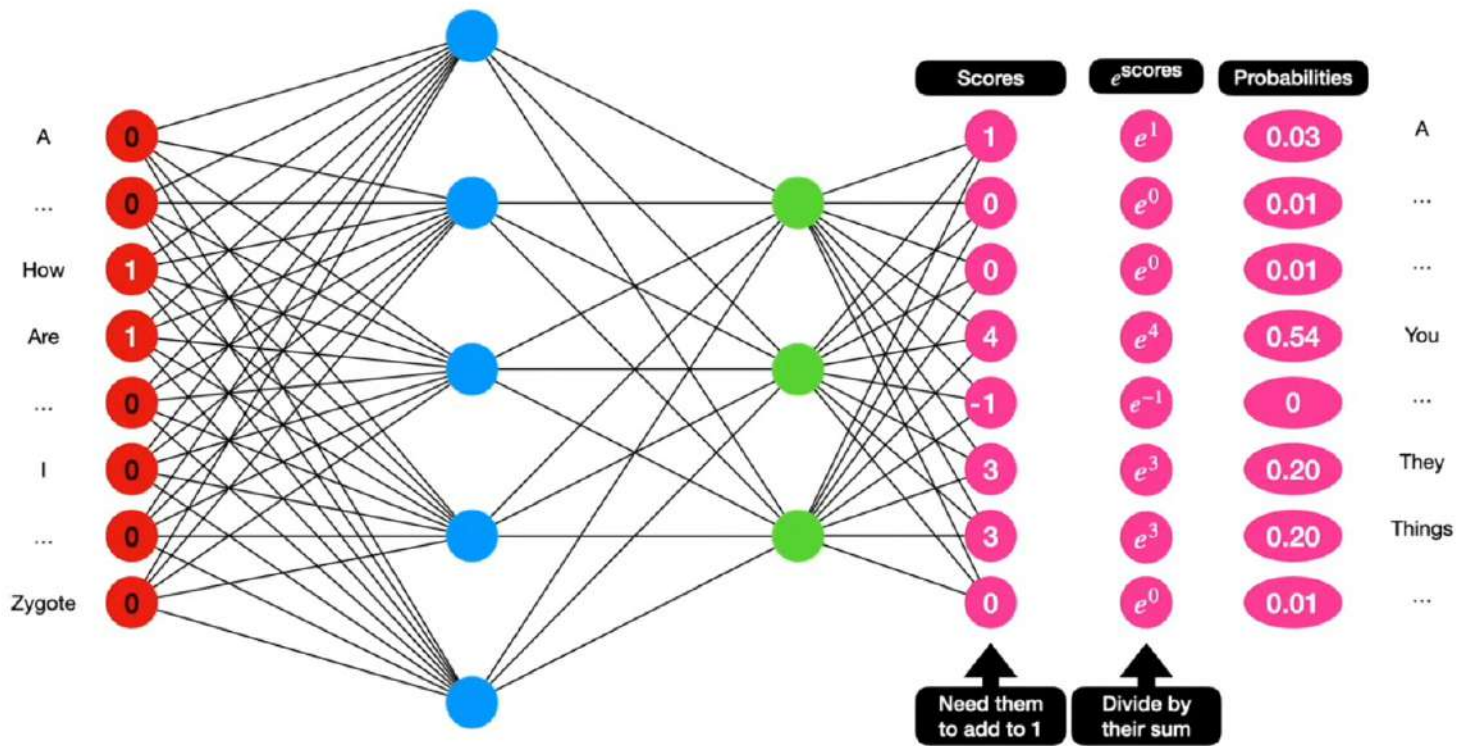 Scores e^scores Probabilities
A 0 1 e^1 0.03 A
... 0 0 e^0 0.01 ...
How 1 0 e^0 0.01 ...
Are 1 4 e^4 0.54 You
... 0 -1 e^−1 0 ...
I 0 3 e^3 0.20 They
... 0 3 e^3 0.20 Things
Zygote 0 0 e^0 0.01 ...
Need them
to add to 1
Divide by
their sum